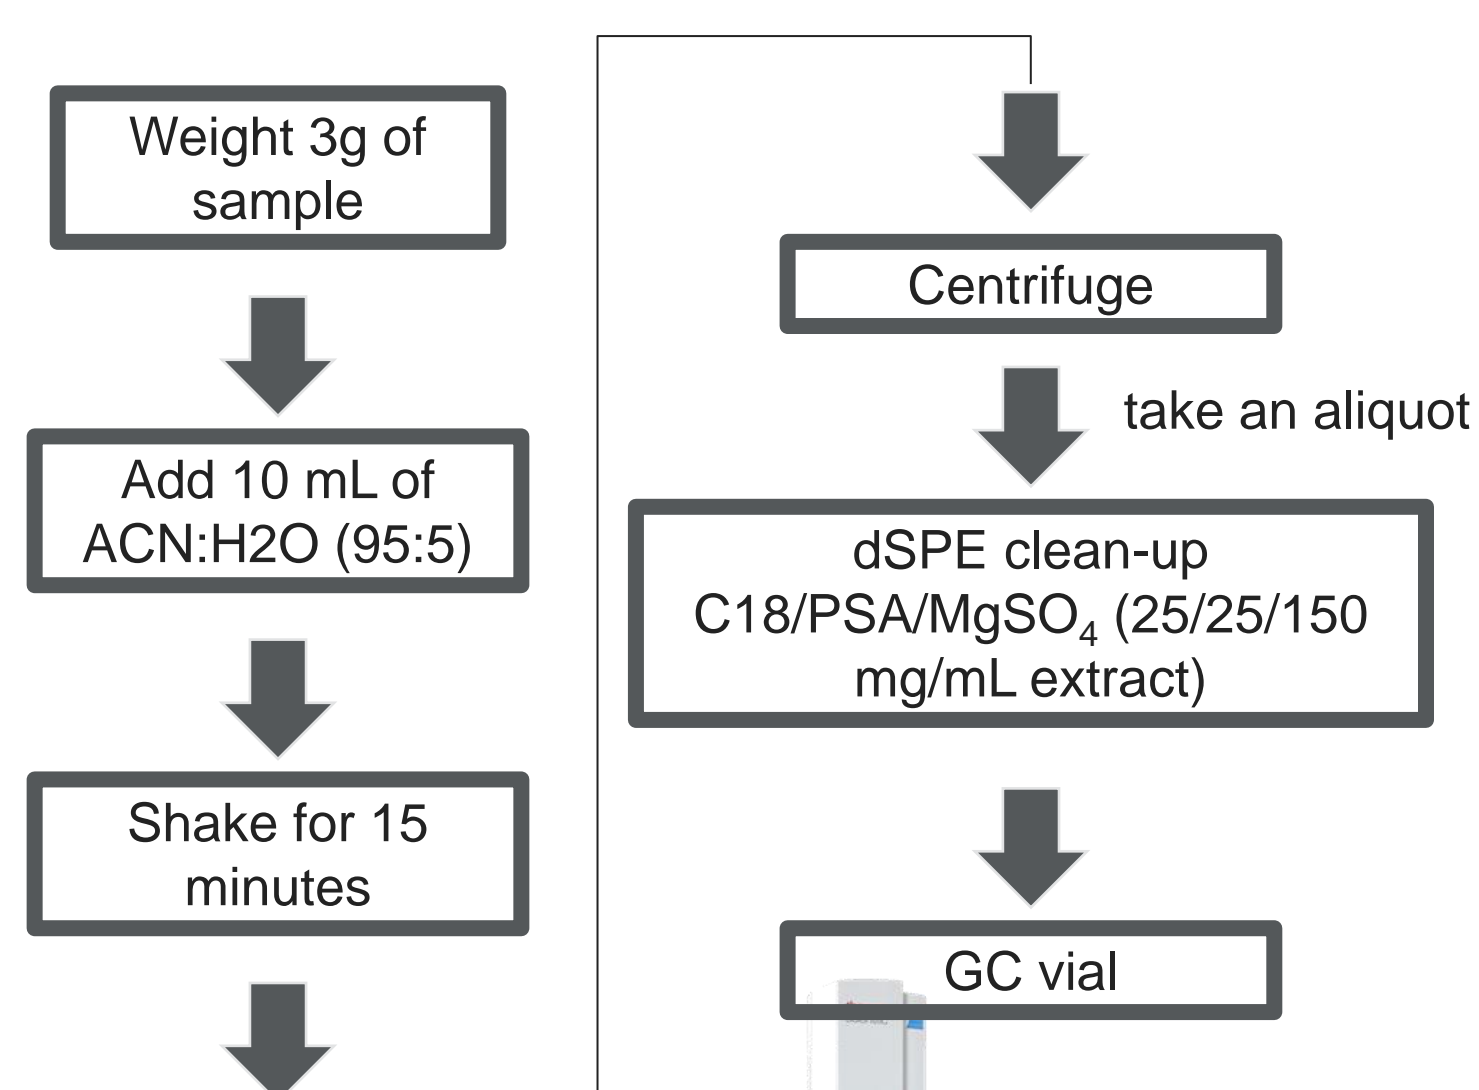 Weight 3g of
sample
Add 10 mL of
ACN:H2O (95:5)
Shake for 15
minutes
Centrifuge
take an aliquot
dSPE clean-up
C18/PSA/MgSO₄ (25/25/150
mg/mL extract)
GC vial